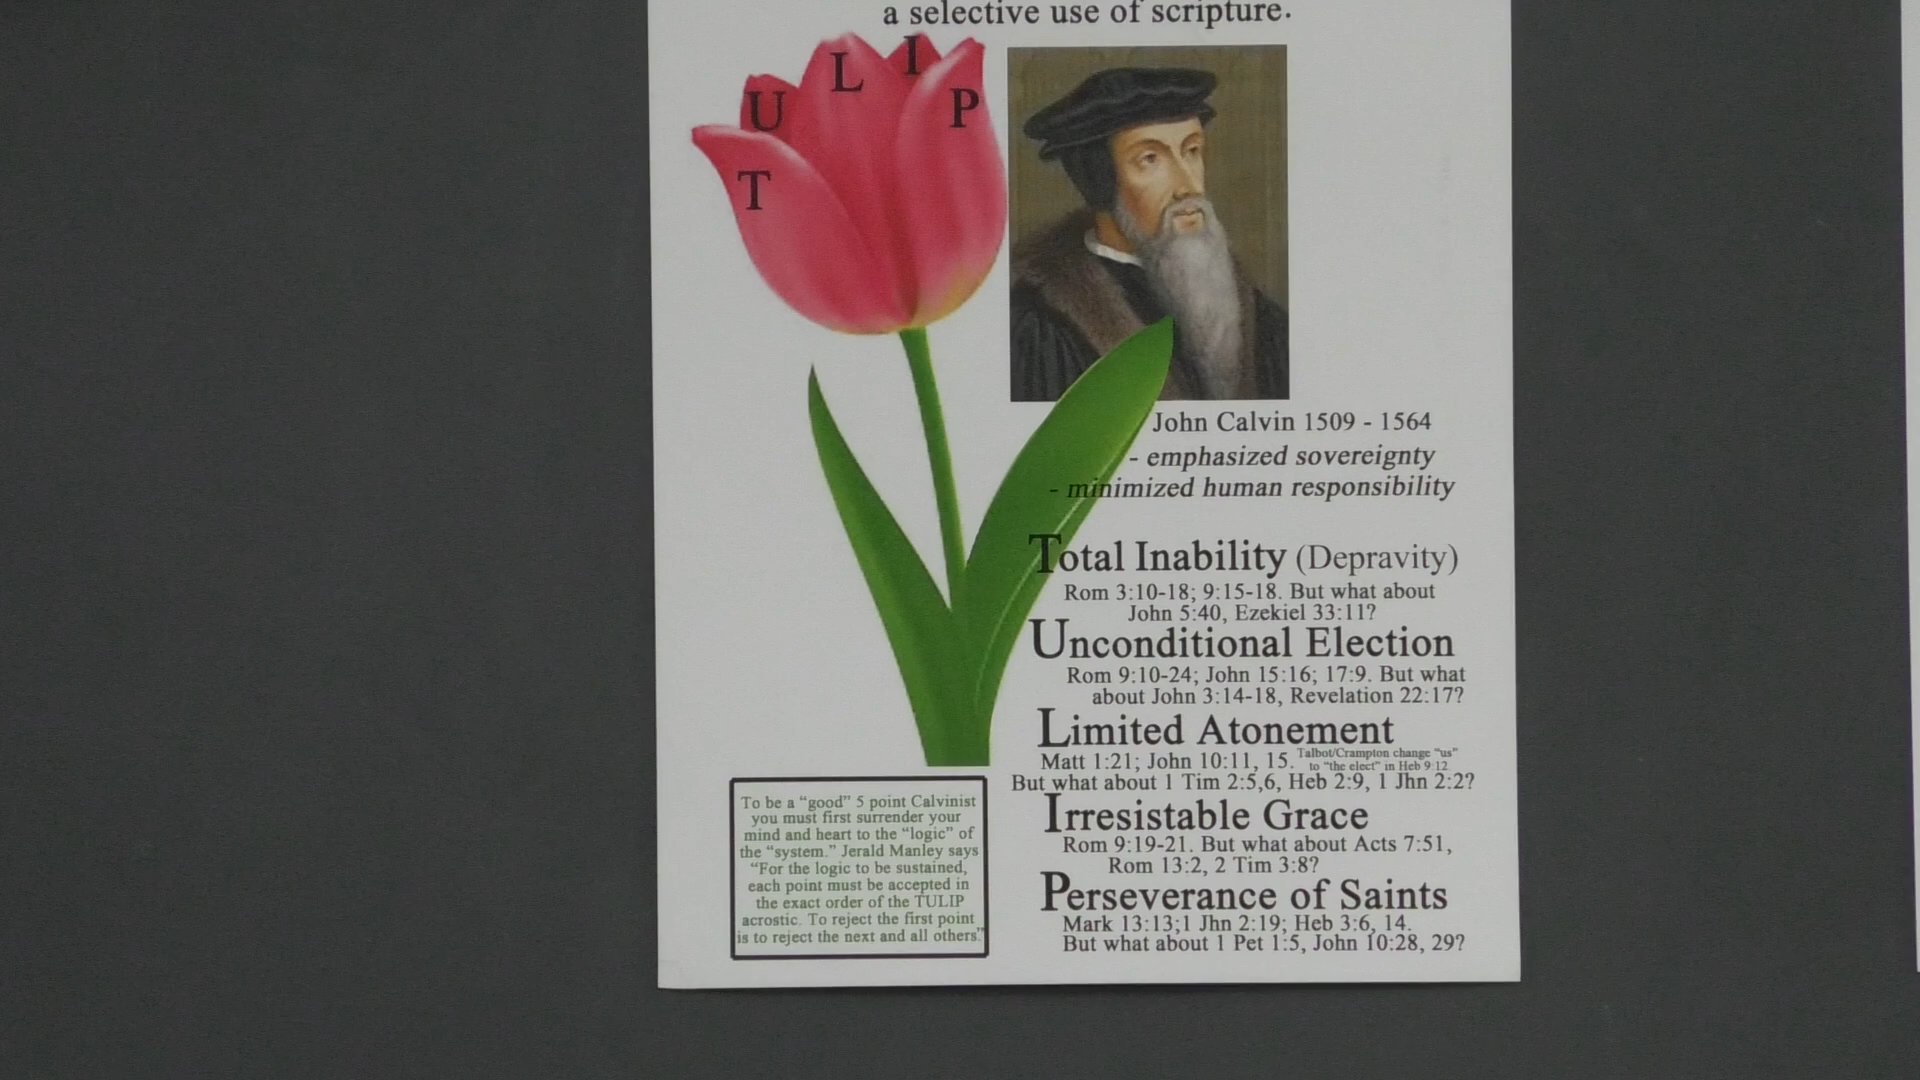 a selective use of scripture.
T U L I P
John Calvin 1509 - 1564
- emphasized sovereignty
- minimized human responsibility
Total Inability (Depravity)
Rom 3:10-18; 9:15-18. But what about
John 5:40, Ezekiel 33:11?
Unconditional Election
Rom 9:10-24; John 15:16; 17:9. But what
about John 3:14-18, Revelation 22:17?
Limited Atonement
Matt 1:21; John 10:11, 15. Talbot/Crampton change "us"
to "the elect" in Heb 9:12
But what about 1 Tim 2:5,6, Heb 2:9, 1 Jhn 2:2?
Irresistable Grace
Rom 9:19-21. But what about Acts 7:51,
Rom 13:2, 2 Tim 3:8?
Perseverance of Saints
Mark 13:13;1 Jhn 2:19; Heb 3:6, 14.
But what about 1 Pet 1:5, John 10:28, 29?
To be a "good" 5 point Calvinist
you must first surrender your
mind and heart to the "logic" of
the "system." Jerald Manley says
"For the logic to be sustained,
each point must be accepted in
the exact order of the TULIP
acrostic. To reject the first point
is to reject the next and all others."